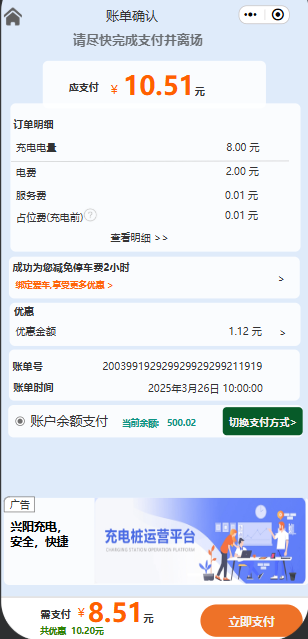 账单确认
请尽快完成支付并离场
应支付 ¥ 10.51元
订单明细
充电电量 8.00 元
电费 2.00 元
服务费 0.01 元
占位费(充电前)? 0.01 元
查看明细 >>
成功为您减免停车费2小时 >
绑定爱车,享受更多优惠 >
优惠
优惠金额 1.12 元 >
账单号 200399192929929929299211919
账单时间 2025年3月26日 10:00:00
账户余额支付 当前余额: 500.02 切换支付方式>
广告
兴阳充电,
安全，快捷
充电桩运营平台
CHARGING STATION OPERATION PLATFORM
需支付 ¥8.51元
共优惠 10.20元
立即支付